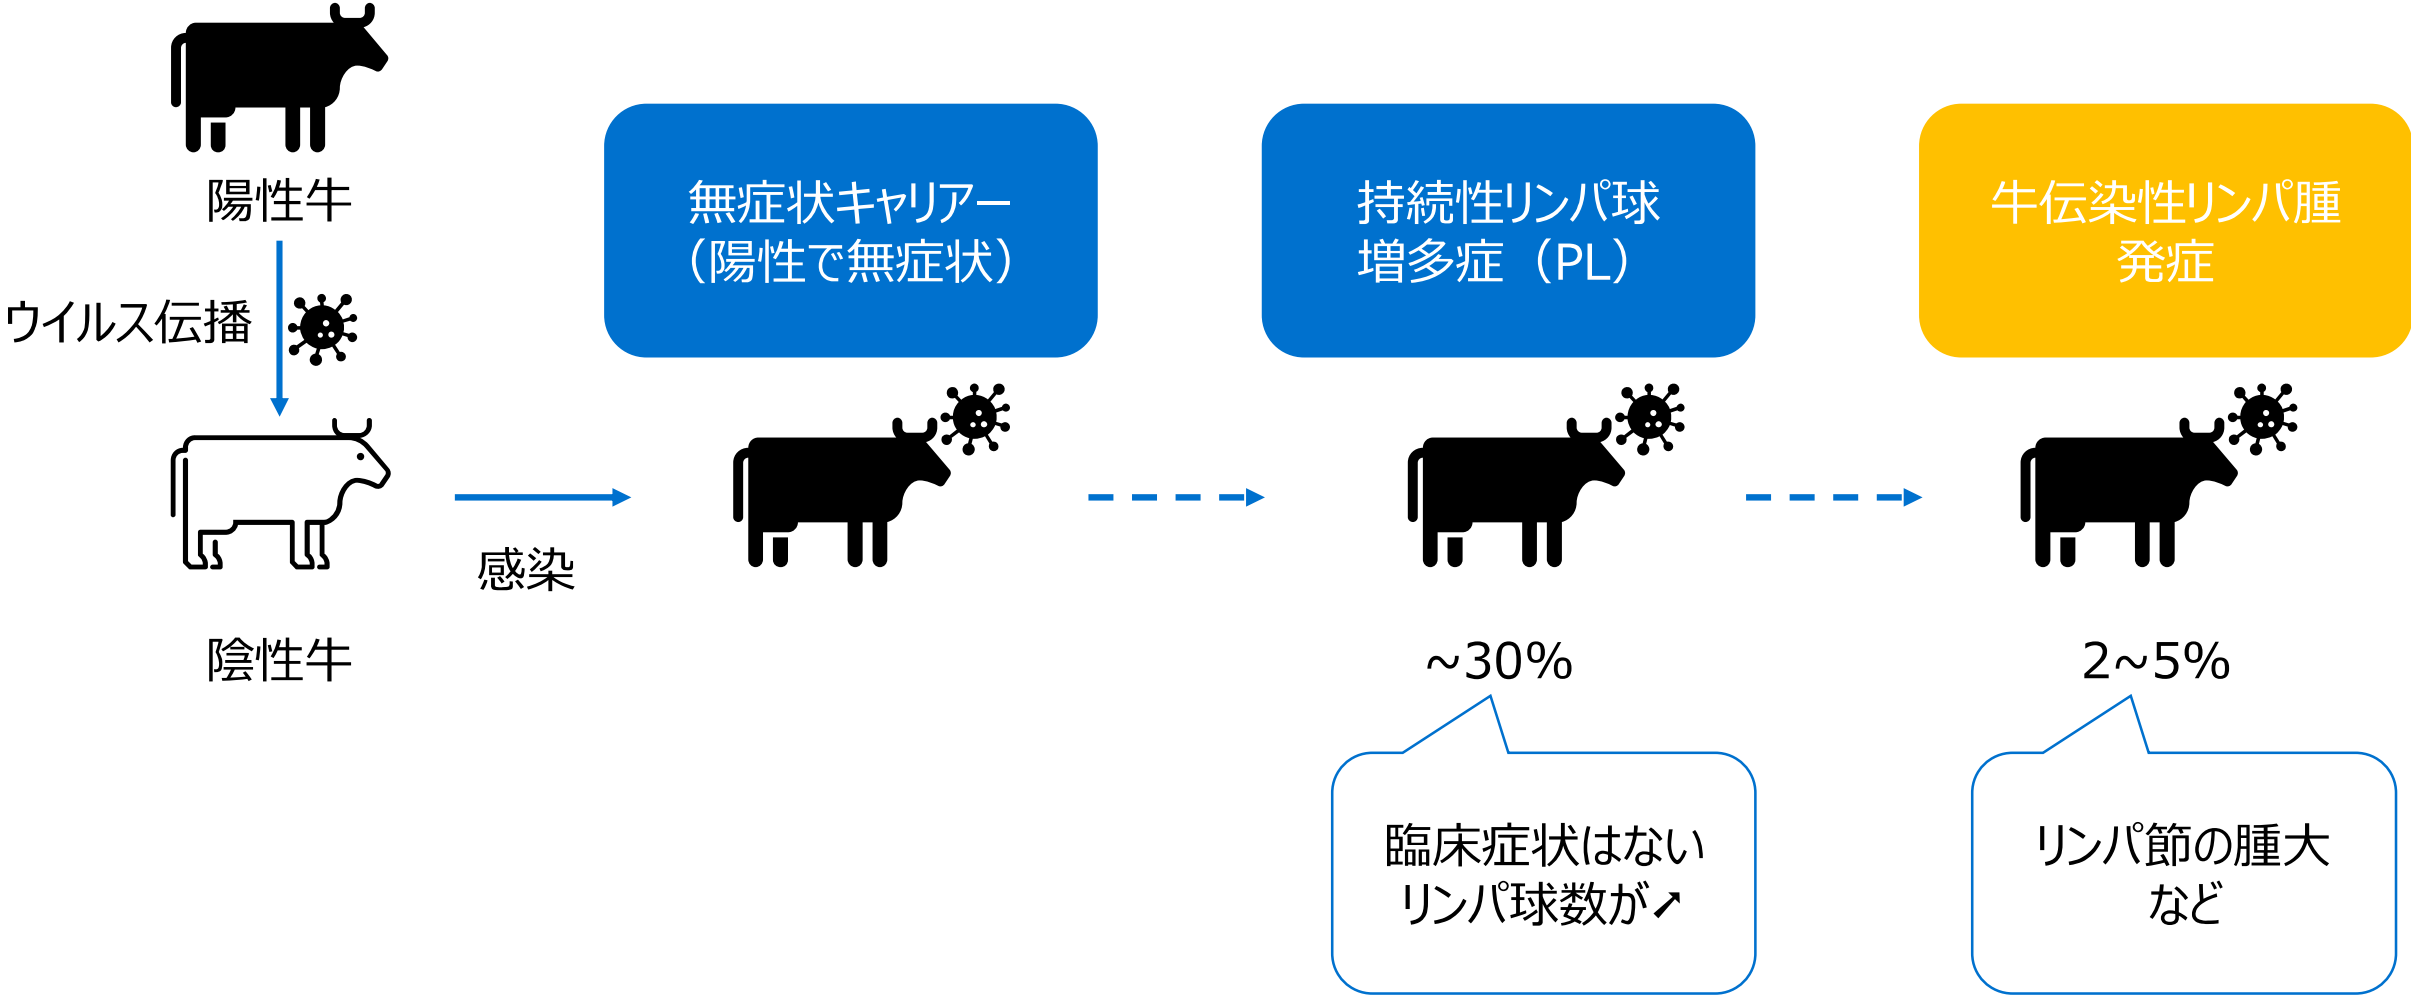 陽性牛
ウイルス伝播
陰性牛
感染
無症状キャリアー
（陽性で無症状）
持続性リンパ球
増多症（PL）
牛伝染性リンパ腫
発症
~30%
2~5%
臨床症状はない
リンパ球数が➚
リンパ節の腫大
など